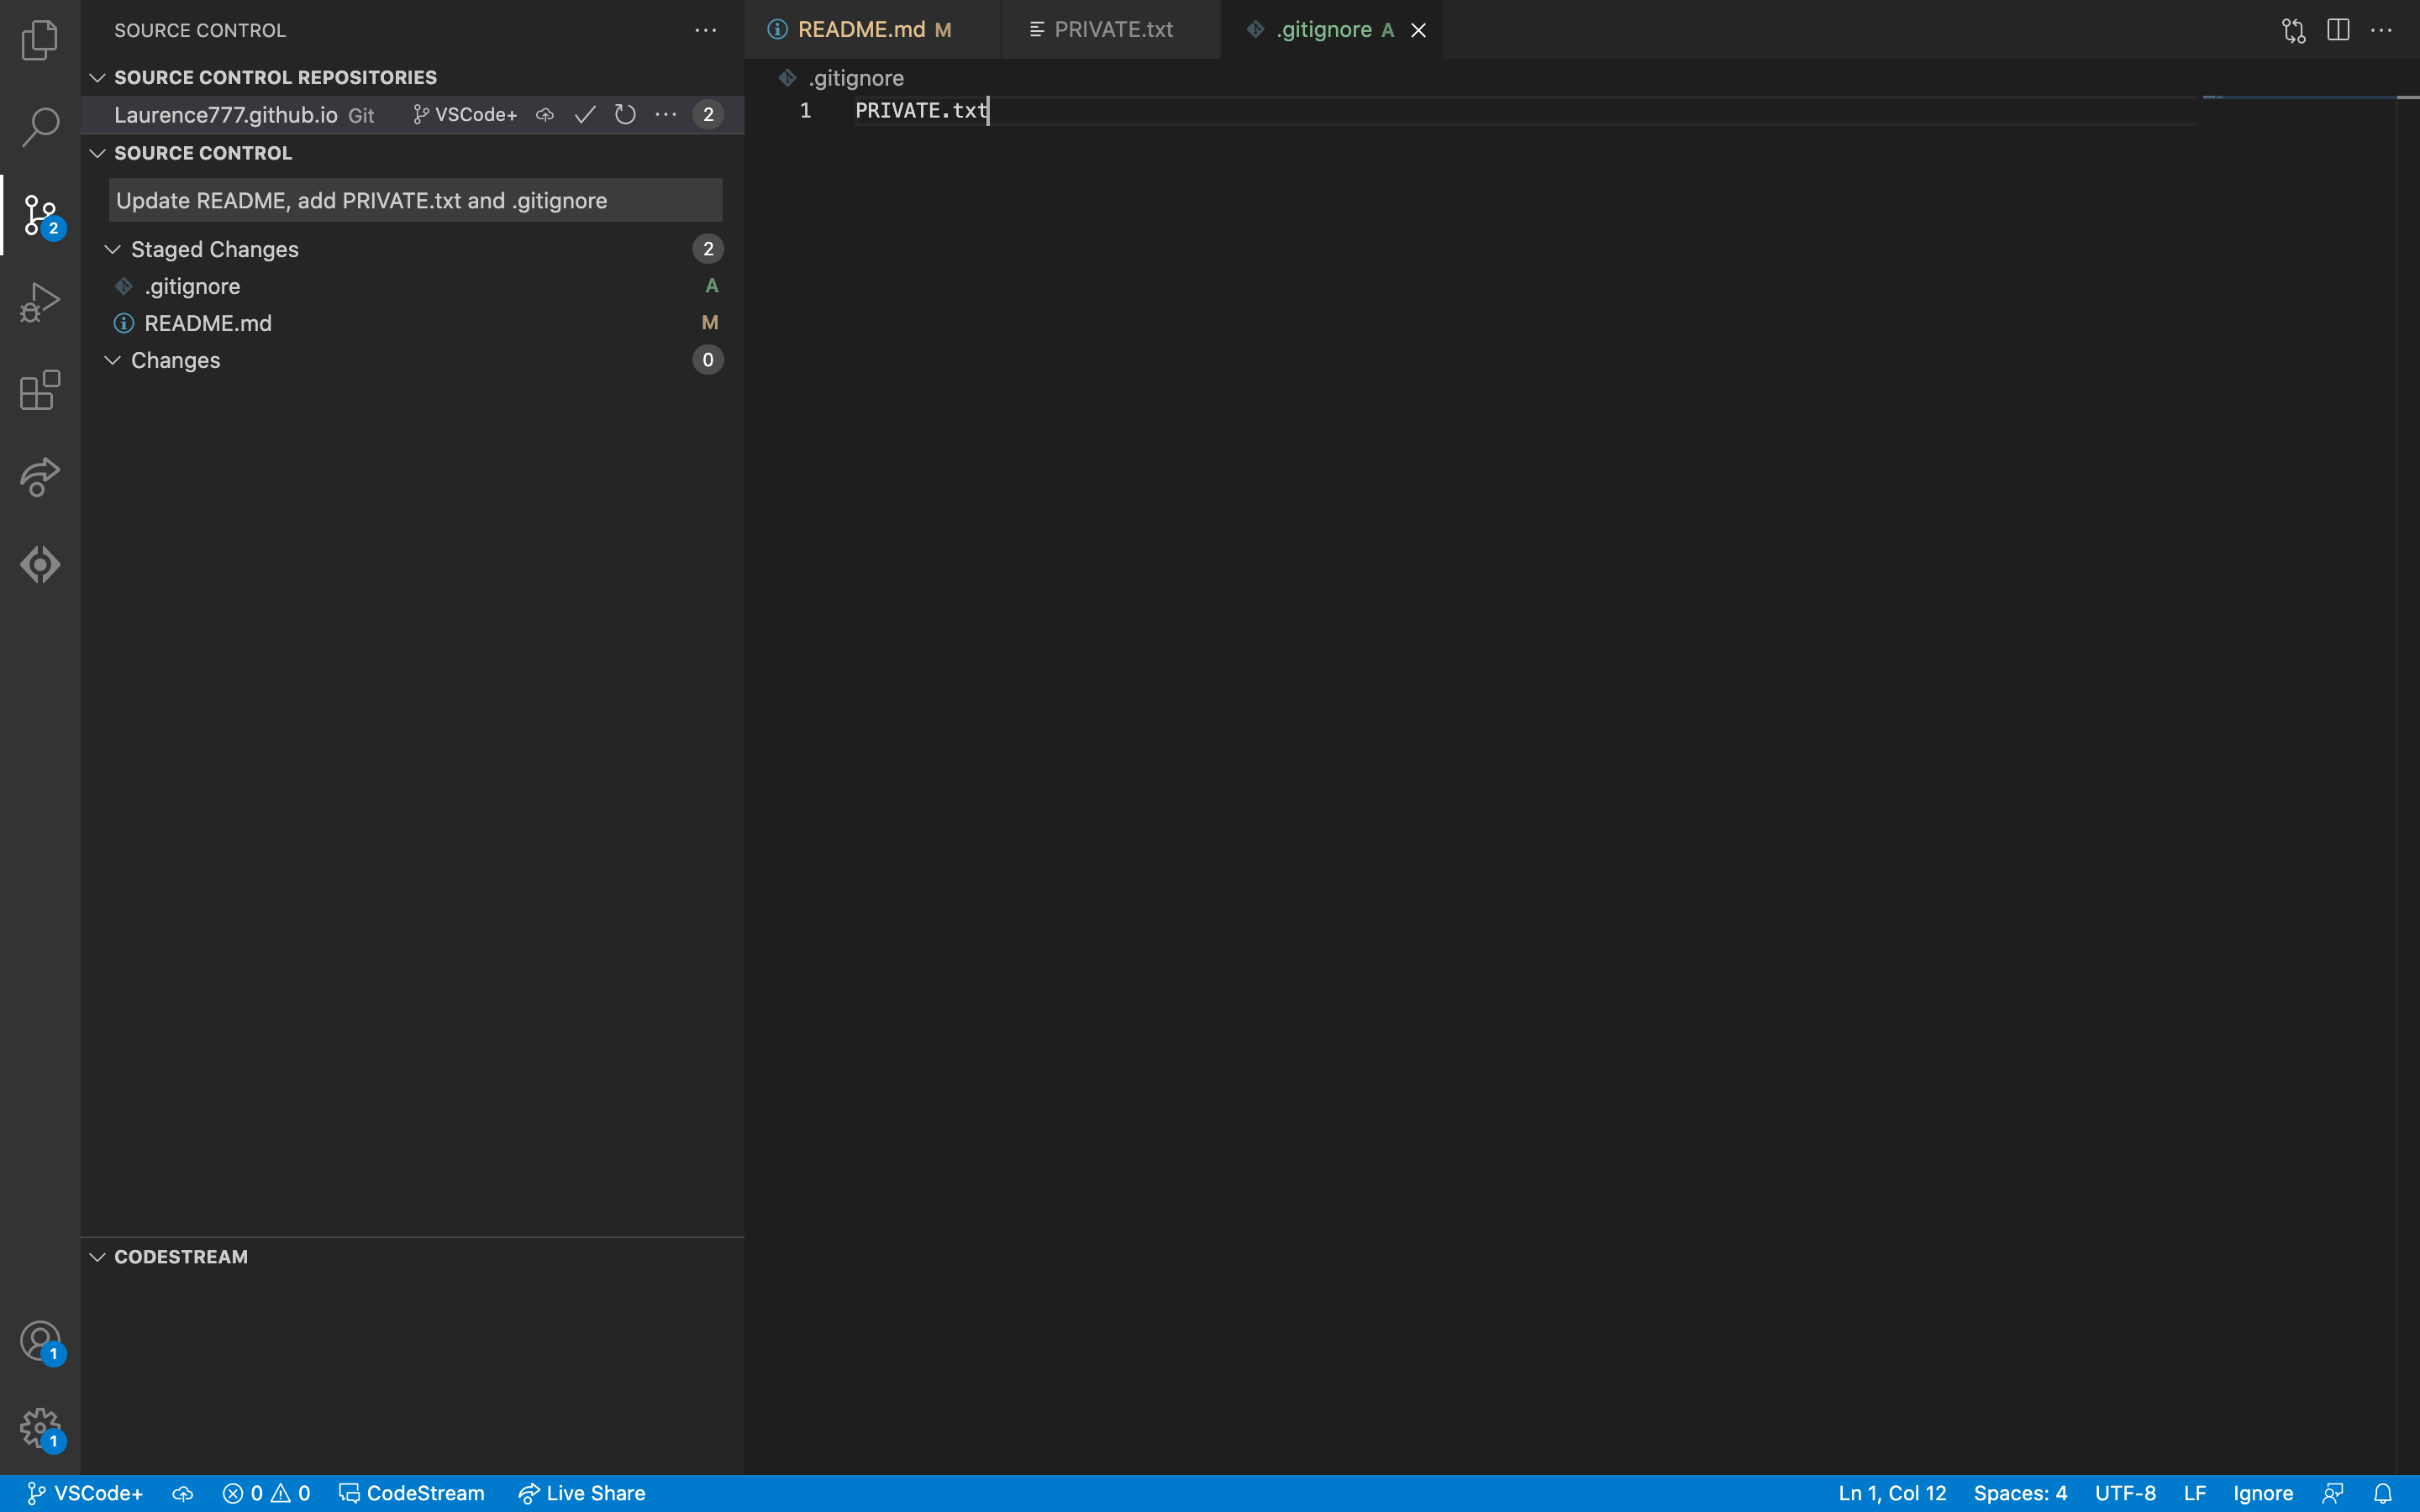 SOURCE CONTROL
SOURCE CONTROL REPOSITORIES
Laurence777.github.io Git VSCode+ 2
SOURCE CONTROL
Update README, add PRIVATE.txt and .gitignore
Staged Changes 2
.gitignore A
README.md M
Changes 0
2
CODESTREAM
1
1
README.md M PRIVATE.txt .gitignore A
.gitignore
1 PRIVATE.txt
VSCode+ 0 0 CodeStream Live Share Ln 1, Col 12 Spaces: 4 UTF-8 LF Ignore